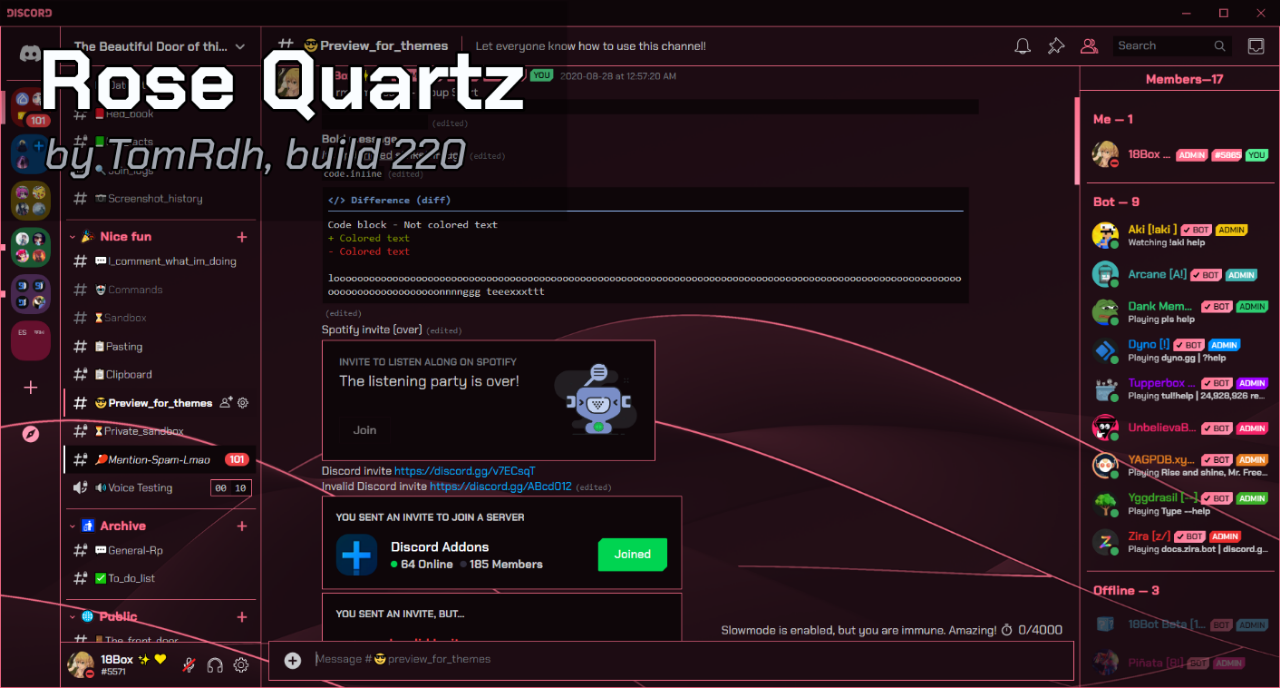 DISCORD
The Beautiful Door of thi...
Red_book
Join_logs
Screenshot_history
Nice fun
I_comment_what_im_doing
Commands
Sandbox
Pasting
Clipboard
Preview_for_themes
Private_sandbox
Mention-Spam-Lmao 101
Voice Testing 00 10
Archive
General-Rp
To_do_list
Public
The_front_door
18Box
#5571
101
Rose Quartz
by TomRdh, build 220
Preview_for_themes
Let everyone know how to use this channel!
Search
YOU 2020-08-28 at 12:57:20 AM
(edited)
(edited)
code.inline (edited)
</> Difference (diff)
Code block - Not colored text
+ Colored text
- Colored text
(edited)
Spotify invite [over] (edited)
INVITE TO LISTEN ALONG ON SPOTIFY
The listening party is over!
Join
Discord invite https://discord.gg/v7ECsqT
Invalid Discord invite https://discord.gg/ABcd012 (edited)
YOU SENT AN INVITE TO JOIN A SERVER
Discord Addons
64 Online 185 Members
Joined
YOU SENT AN INVITE, BUT...
Slowmode is enabled, but you are immune. Amazing! 0/4000
Message # preview_for_themes
Members—17
Me — 1
18Box ... ADMIN #5865 YOU
Bot — 9
Aki [!aki ] BOT ADMIN
Watching !aki help
Arcane [A!] BOT ADMIN
Dank Mem... BOT ADMIN
Playing pls help
Dyno [!] BOT ADMIN
Playing dyno.gg | ?help
Tupperbox ... BOT ADMIN
Playing tul!help | 24,928,926 re...
UnbelievaB... BOT ADMIN
YAGPDB.xy... BOT ADMIN
Playing Rise and shine, Mr. Free...
Yggdrasil [--] BOT ADMIN
Playing Type --help
Zira [z/] BOT ADMIN
Playing docs.zira.bot | discord.g...
Offline — 3
18Bot Beta [1... BOT ADMIN
Piñata [B!] BOT ADMIN